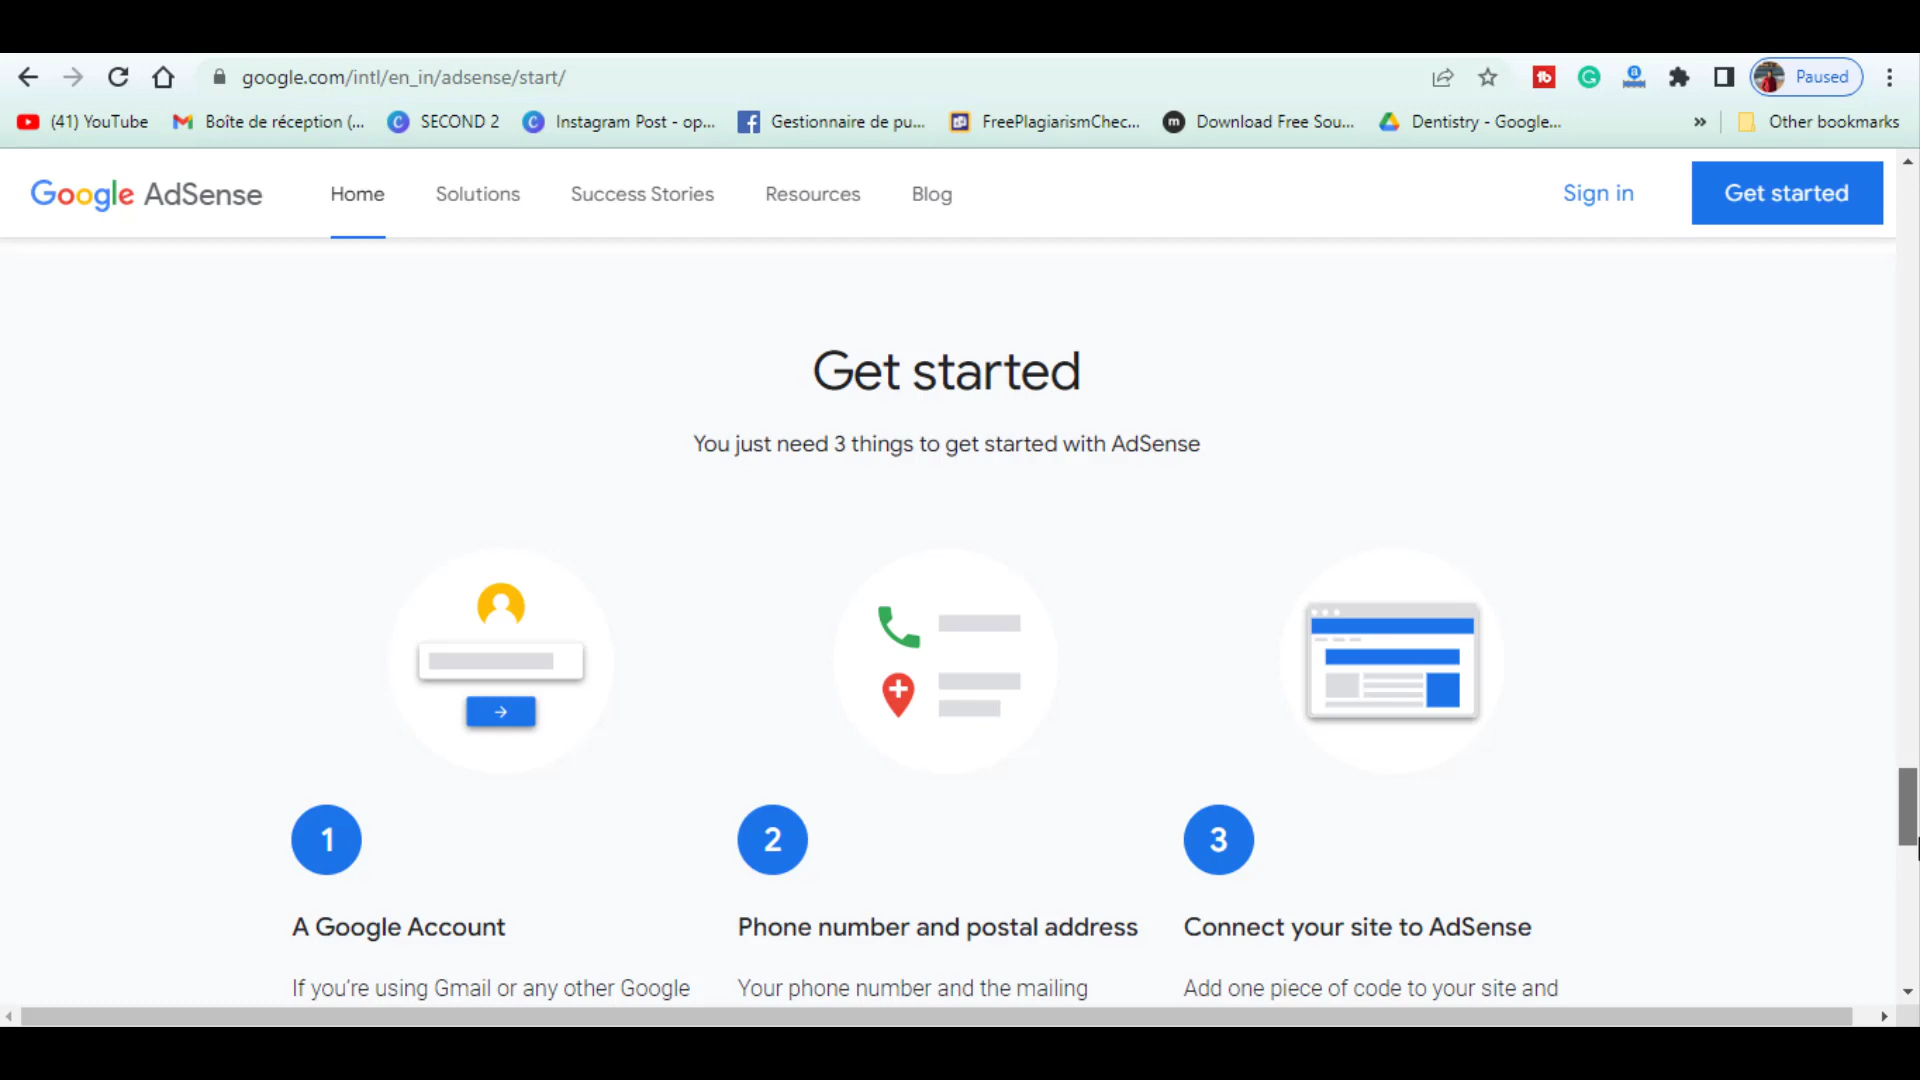 google.com/intl/en_in/adsense/start/
Paused
(41) YouTube
Boîte de réception (...
C
SECOND 2
C
Instagram Post - op...
Gestionnaire de pu...
FreePlagiarismChec...
m
Download Free Sou...
Dentistry - Google...
»
Other bookmarks
Google AdSense
Home
Solutions
Success Stories
Resources
Blog
Sign in
Get started
Get started
You just need 3 things to get started with AdSense
1
2
3
A Google Account
Phone number and postal address
Connect your site to AdSense
If you're using Gmail or any other Google
Your phone number and the mailing
Add one piece of code to your site and